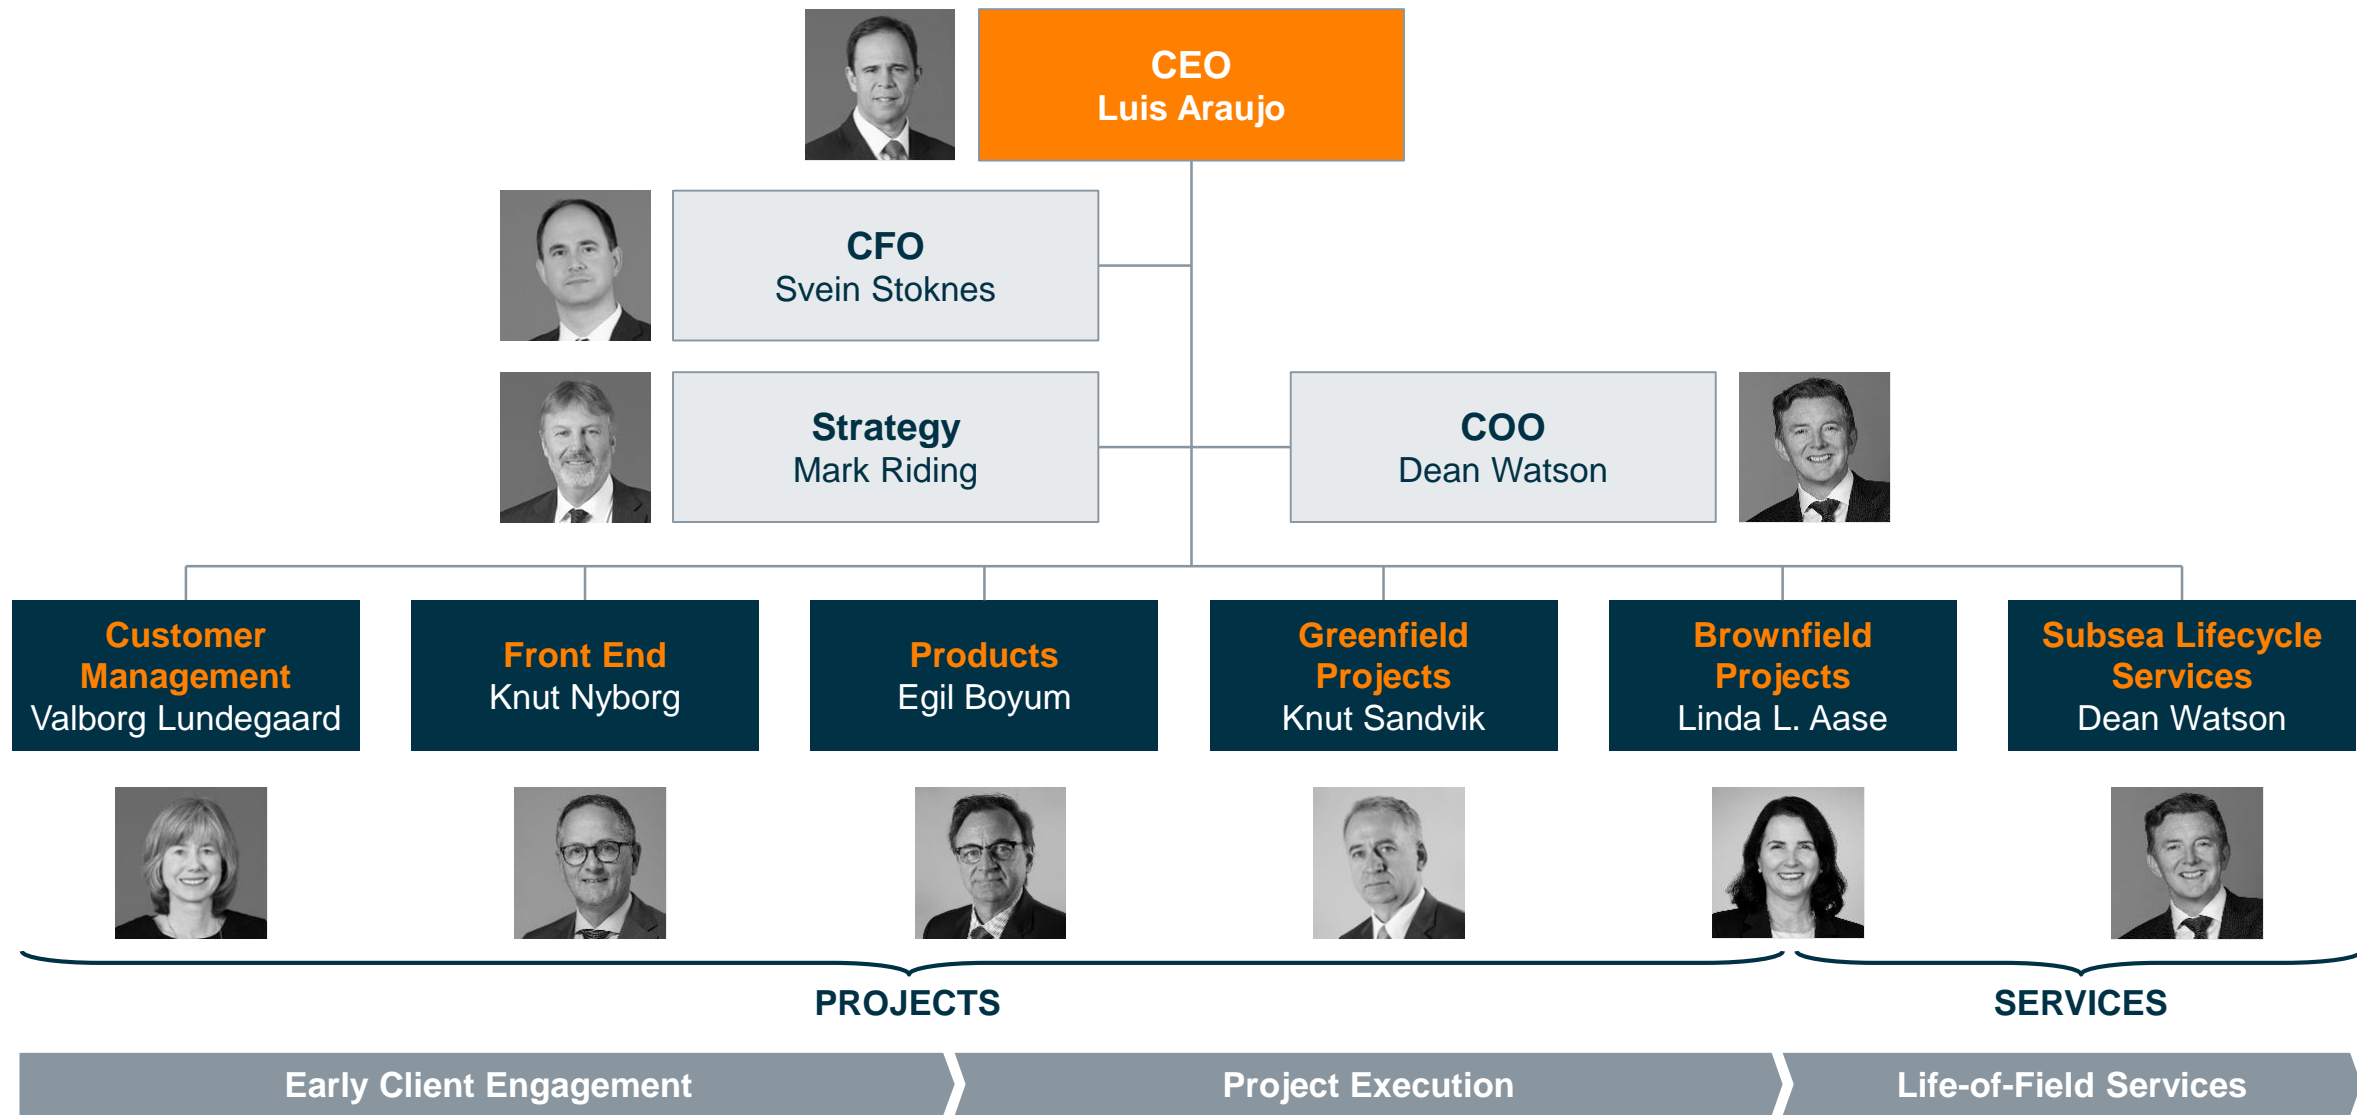 CEO
Luis Araujo
CFO
Svein Stoknes
Strategy
Mark Riding
COO
Dean Watson
Customer
Management
Valborg Lundegaard
Front End
Knut Nyborg
Products
Egil Boyum
Greenfield
Projects
Knut Sandvik
Brownfield
Projects
Linda L. Aase
Subsea Lifecycle
Services
Dean Watson
PROJECTS
SERVICES
Early Client Engagement
Project Execution
Life-of-Field Services